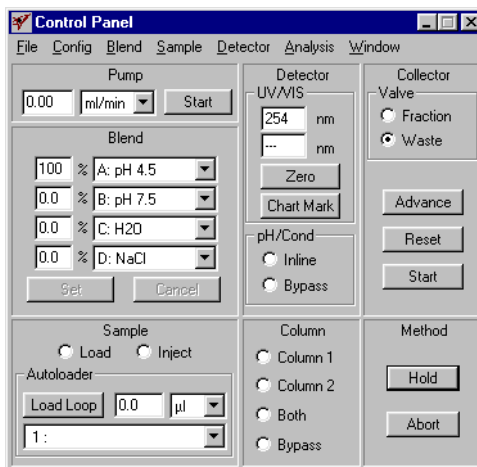 Control Panel
File Config Blend Sample Detector Analysis Window
Pump
0.00 ml/min Start
Blend
100 % A: pH 4.5
0.0 % B: pH 7.5
0.0 % C: H2O
0.0 % D: NaCl
Set Cancel
Detector
UV/VIS
254 nm
--- nm
Zero
Chart Mark
pH/Cond
Inline
Bypass
Collector
Valve
Fraction
Waste
Advance
Reset
Start
Sample
Load Inject
Autoloader
Load Loop 0.0 µl
1 :
Column
Column 1
Column 2
Both
Bypass
Method
Hold
Abort